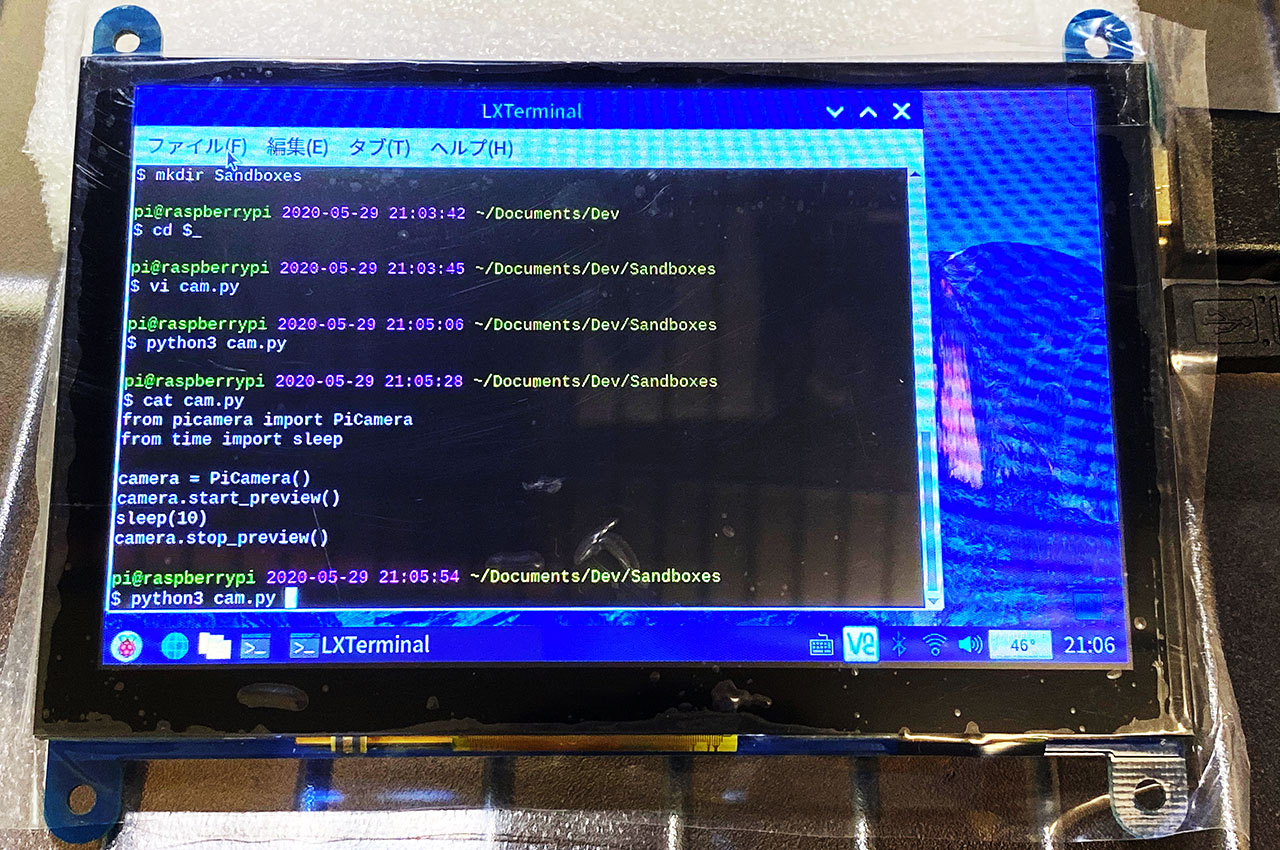 LXTerminal
ファイル(F) 編集(E) タブ(T) ヘルプ(H)
$ mkdir Sandboxes
pi@raspberrypi 2020-05-29 21:03:42 ~/Documents/Dev
$ cd $_
pi@raspberrypi 2020-05-29 21:03:45 ~/Documents/Dev/Sandboxes
$ vi cam.py
pi@raspberrypi 2020-05-29 21:05:06 ~/Documents/Dev/Sandboxes
$ python3 cam.py
pi@raspberrypi 2020-05-29 21:05:28 ~/Documents/Dev/Sandboxes
$ cat cam.py
from picamera import PiCamera
from time import sleep
camera = PiCamera()
camera.start_preview()
sleep(10)
camera.stop_preview()
pi@raspberrypi 2020-05-29 21:05:54 ~/Documents/Dev/Sandboxes
$ python3 cam.py
>_ >_ LXTerminal V2 46° 21:06